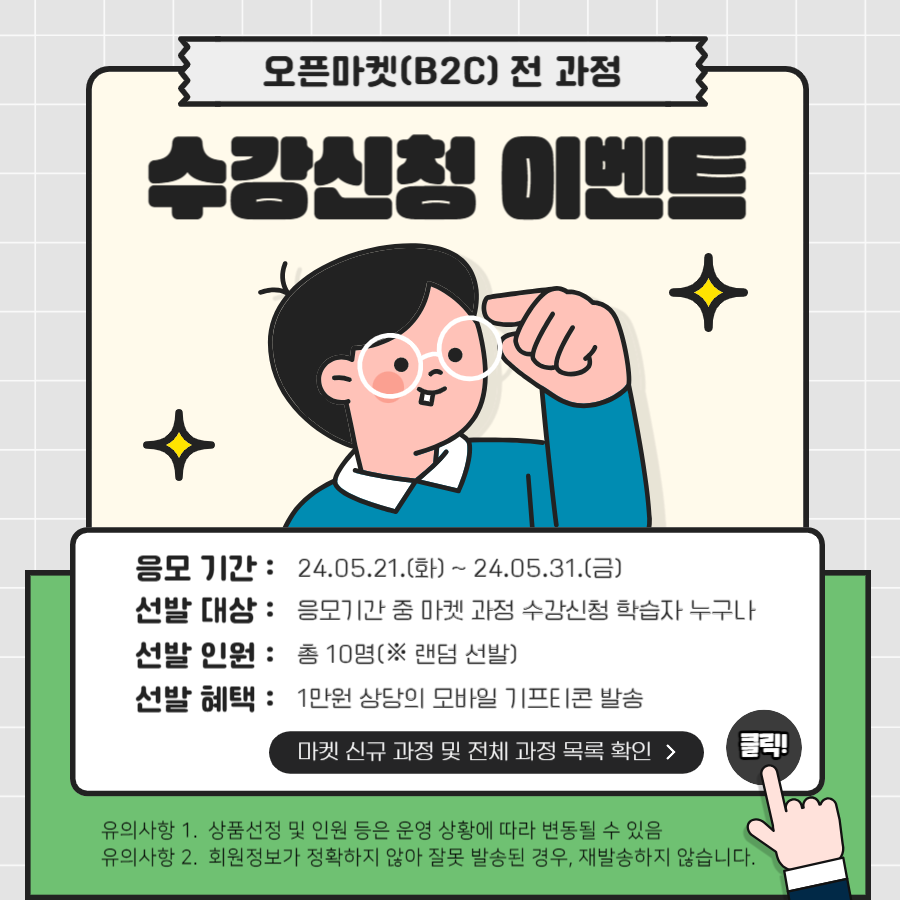 오픈마켓(B2C) 전 과정
수강신청 이벤트
응모 기간 : 24.05.21.(화) ~ 24.05.31.(금)
선발 대상 : 응모기간 중 마켓 과정 수강신청 학습자 누구나
선발 인원 : 총 10명(※ 랜덤 선발)
선발 혜택 : 1만원 상당의 모바일 기프티콘 발송
마켓 신규 과정 및 전체 과정 목록 확인 >
클릭!
유의사항 1. 상품선정 및 인원 등은 운영 상황에 따라 변동될 수 있음
유의사항 2. 회원정보가 정확하지 않아 잘못 발송된 경우, 재발송하지 않습니다.